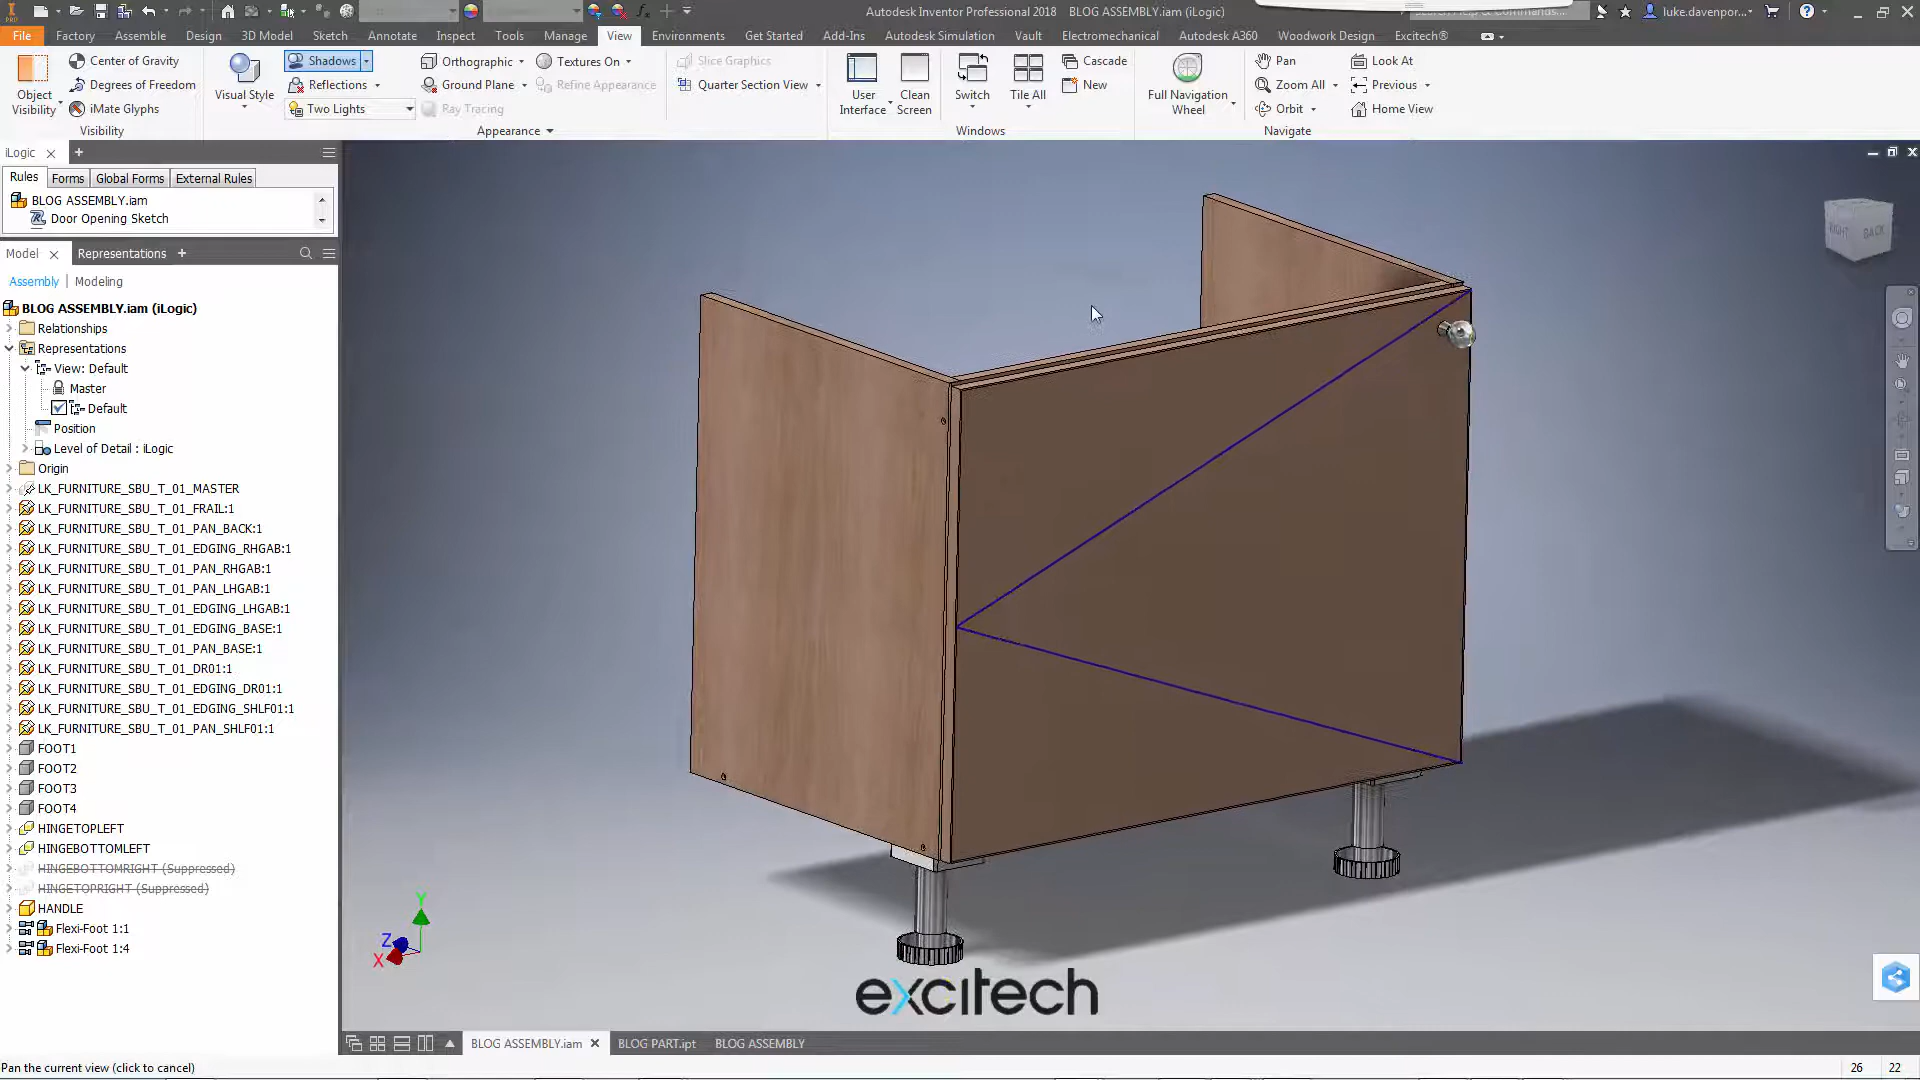 Autodesk Inventor Professional 2018 BLOG ASSEMBLY.iam (iLogic)
Search Help & Commands...
luke.davenpor...
File Factory Assemble Design 3D Model Sketch Annotate Inspect Tools Manage View Environments Get Started Add-Ins Autodesk Simulation Vault Electromechanical Autodesk A360 Woodwork Design Excitech®
Object Visibility
Center of Gravity
Degrees of Freedom
iMate Glyphs
Visibility
Visual Style
Shadows
Reflections
Two Lights
Orthographic
Ground Plane
Ray Tracing
Textures On
Refine Appearance
Appearance
Slice Graphics
Quarter Section View
User Interface
Clean Screen
Switch
Tile All
Cascade
New
Windows
Full Navigation Wheel
Pan
Zoom All
Orbit
Look At
Previous
Home View
Navigate
iLogic
Rules Forms Global Forms External Rules
BLOG ASSEMBLY.iam
Door Opening Sketch
Model Representations
Assembly Modeling
BLOG ASSEMBLY.iam (iLogic)
Relationships
Representations
View: Default
Master
Default
Position
Level of Detail : iLogic
Origin
LK_FURNITURE_SBU_T_01_MASTER
LK_FURNITURE_SBU_T_01_FRAIL:1
LK_FURNITURE_SBU_T_01_PAN_BACK:1
LK_FURNITURE_SBU_T_01_EDGING_RHGAB:1
LK_FURNITURE_SBU_T_01_PAN_RHGAB:1
LK_FURNITURE_SBU_T_01_PAN_LHGAB:1
LK_FURNITURE_SBU_T_01_EDGING_LHGAB:1
LK_FURNITURE_SBU_T_01_EDGING_BASE:1
LK_FURNITURE_SBU_T_01_PAN_BASE:1
LK_FURNITURE_SBU_T_01_DR01:1
LK_FURNITURE_SBU_T_01_EDGING_DR01:1
LK_FURNITURE_SBU_T_01_EDGING_SHLF01:1
LK_FURNITURE_SBU_T_01_PAN_SHLF01:1
FOOT1
FOOT2
FOOT3
FOOT4
HINGETOPLEFT
HINGEBOTTOMLEFT
HINGEBOTTOMRIGHT (Suppressed)
HINGETOPRIGHT (Suppressed)
HANDLE
Flexi-Foot 1:1
Flexi-Foot 1:4
RIGHT BACK
Y
Z
X
excitech
BLOG ASSEMBLY.iam BLOG PART.ipt BLOG ASSEMBLY
Pan the current view (click to cancel)
26 22